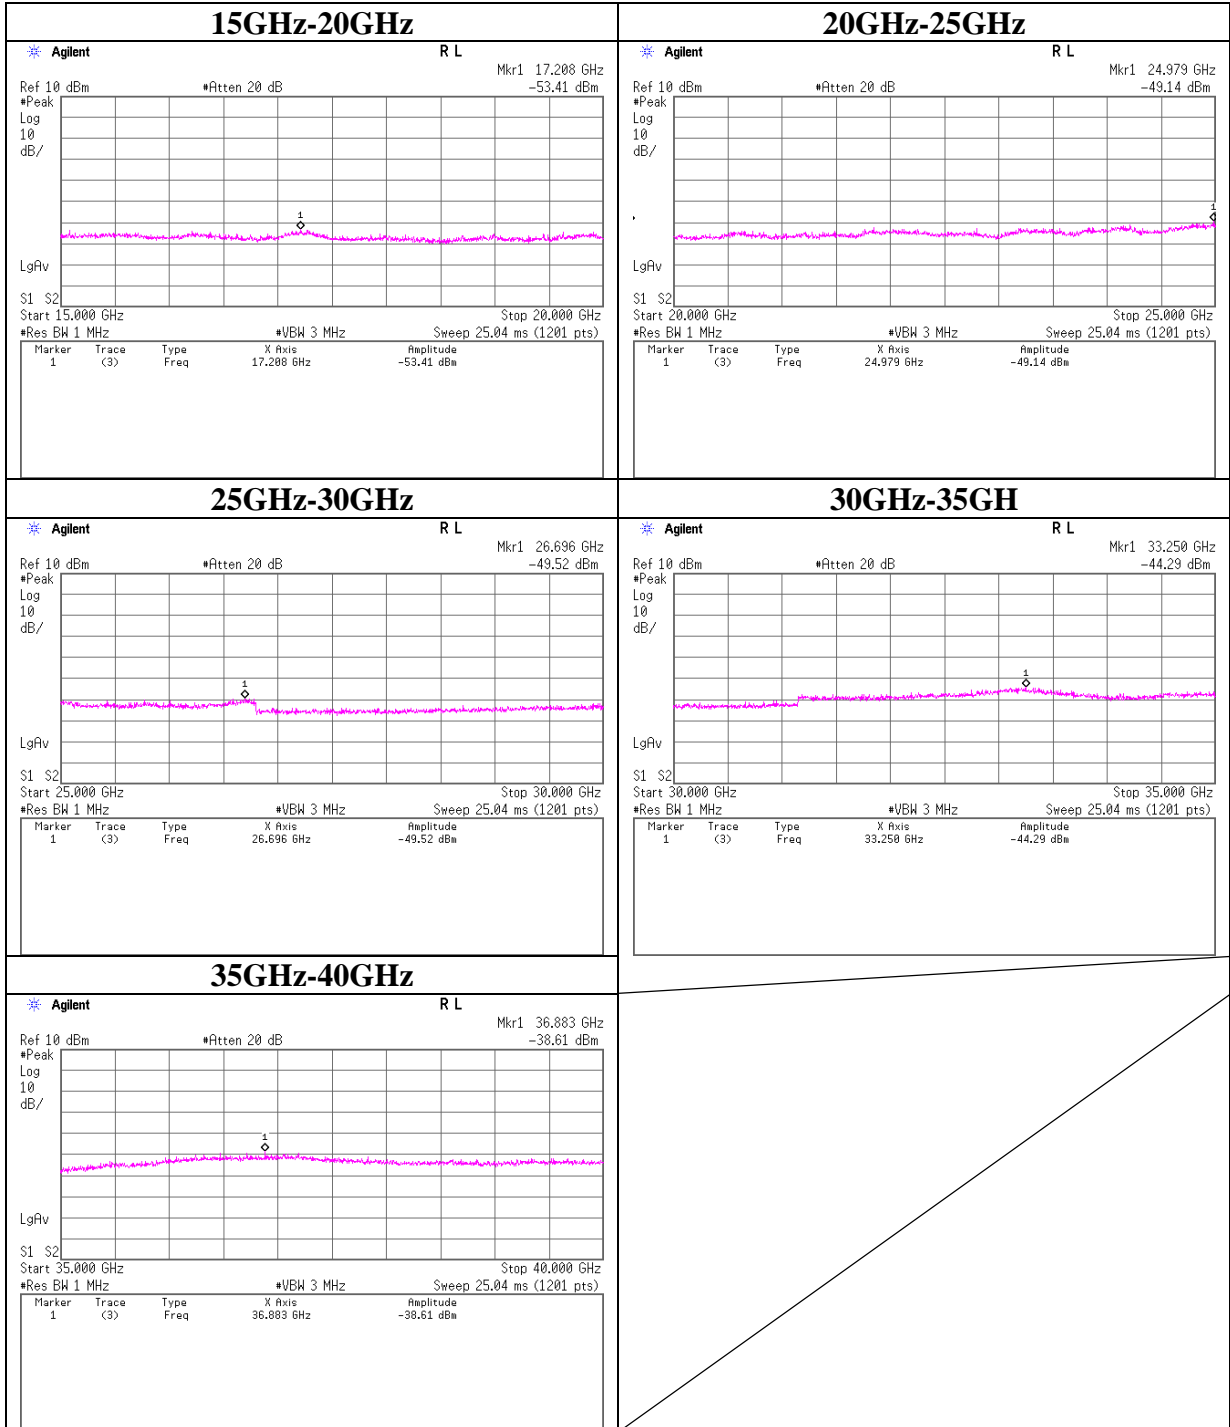 15GHz-20GHz
Agilent R L
Mkr1 17.208 GHz
Ref 10 dBm #Atten 20 dB -53.41 dBm
#Peak
Log
10
dB/
1
LgAv
S1 S2
Start 15.000 GHz Stop 20.000 GHz
#Res BW 1 MHz #VBW 3 MHz Sweep 25.04 ms (1201 pts)
Marker Trace Type X Axis Amplitude
1 (3) Freq 17.208 GHz -53.41 dBm
20GHz-25GHz
Agilent R L
Mkr1 24.979 GHz
Ref 10 dBm #Atten 20 dB -49.14 dBm
#Peak
Log
10
dB/
1
LgAv
S1 S2
Start 20.000 GHz Stop 25.000 GHz
#Res BW 1 MHz #VBW 3 MHz Sweep 25.04 ms (1201 pts)
Marker Trace Type X Axis Amplitude
1 (3) Freq 24.979 GHz -49.14 dBm
25GHz-30GHz
Agilent R L
Mkr1 26.696 GHz
Ref 10 dBm #Atten 20 dB -49.52 dBm
#Peak
Log
10
dB/
1
LgAv
S1 S2
Start 25.000 GHz Stop 30.000 GHz
#Res BW 1 MHz #VBW 3 MHz Sweep 25.04 ms (1201 pts)
Marker Trace Type X Axis Amplitude
1 (3) Freq 26.696 GHz -49.52 dBm
30GHz-35GH
Agilent R L
Mkr1 33.250 GHz
Ref 10 dBm #Atten 20 dB -44.29 dBm
#Peak
Log
10
dB/
1
LgAv
S1 S2
Start 30.000 GHz Stop 35.000 GHz
#Res BW 1 MHz #VBW 3 MHz Sweep 25.04 ms (1201 pts)
Marker Trace Type X Axis Amplitude
1 (3) Freq 33.250 GHz -44.29 dBm
35GHz-40GHz
Agilent R L
Mkr1 36.883 GHz
Ref 10 dBm #Atten 20 dB -38.61 dBm
#Peak
Log
10
dB/
1
LgAv
S1 S2
Start 35.000 GHz Stop 40.000 GHz
#Res BW 1 MHz #VBW 3 MHz Sweep 25.04 ms (1201 pts)
Marker Trace Type X Axis Amplitude
1 (3) Freq 36.883 GHz -38.61 dBm